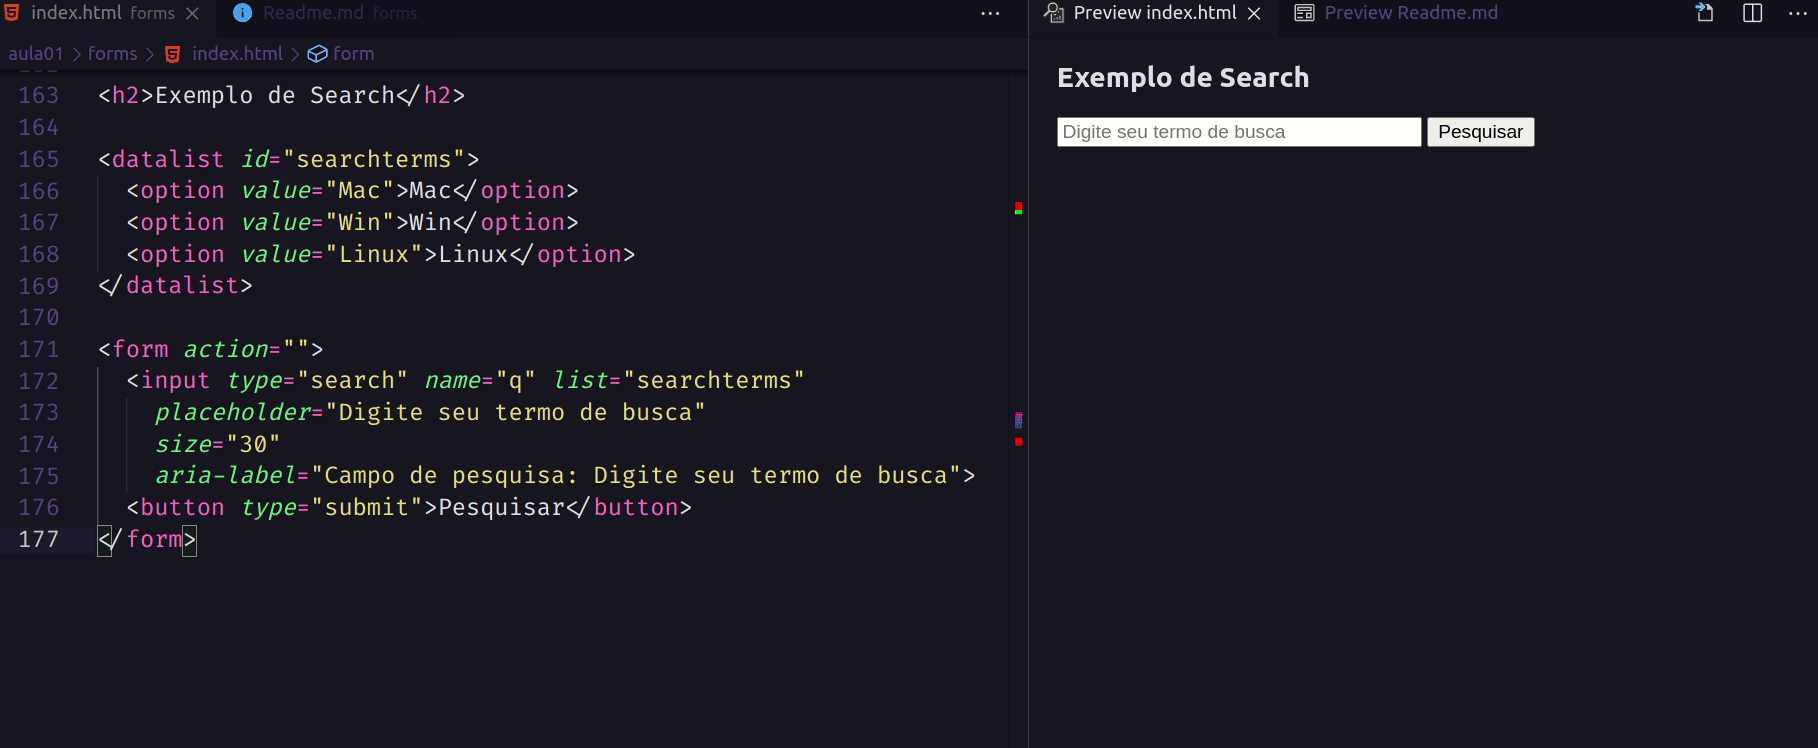 index.html forms
Readme.md forms
Preview index.html
Preview Readme.md
aula01 > forms > index.html > form
163 <h2>Exemplo de Search</h2>
164
165 <datalist id="searchterms">
166 <option value="Mac">Mac</option>
167 <option value="Win">Win</option>
168 <option value="Linux">Linux</option>
169 </datalist>
170
171 <form action="">
172 <input type="search" name="q" list="searchterms"
173 placeholder="Digite seu termo de busca"
174 size="30"
175 aria-label="Campo de pesquisa: Digite seu termo de busca">
176 <button type="submit">Pesquisar</button>
177 </form>
Exemplo de Search
Digite seu termo de busca Pesquisar